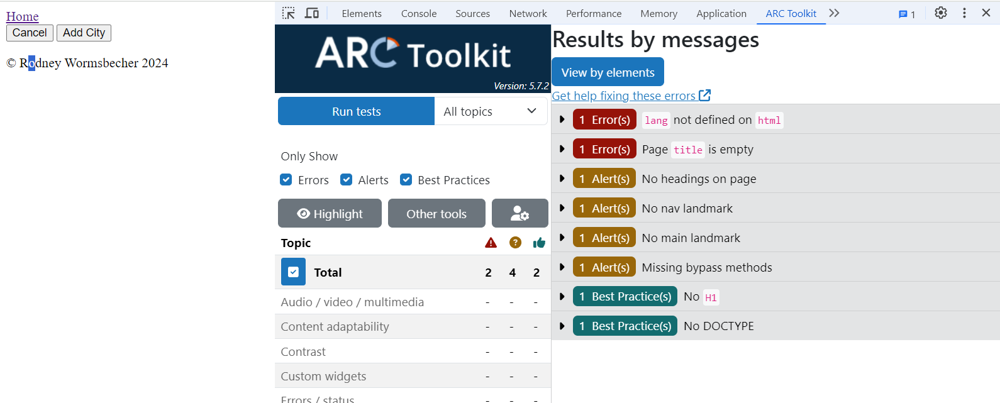 Home
Cancel Add City
© Rodney Wormsbecher 2024
Elements Console Sources Network Performance Memory Application ARC Toolkit 1
ARC Toolkit
Version: 5.7.2
Run tests All topics
Only Show
Errors Alerts Best Practices
Highlight Other tools
Topic
Total 2 4 2
Audio / video / multimedia - - -
Content adaptability - - -
Contrast - - -
Custom widgets - - -
Errors / status - - -
Results by messages
View by elements
Get help fixing these errors
1 Error(s) lang not defined on html
1 Error(s) Page title is empty
1 Alert(s) No headings on page
1 Alert(s) No nav landmark
1 Alert(s) No main landmark
1 Alert(s) Missing bypass methods
1 Best Practice(s) No H1
1 Best Practice(s) No DOCTYPE